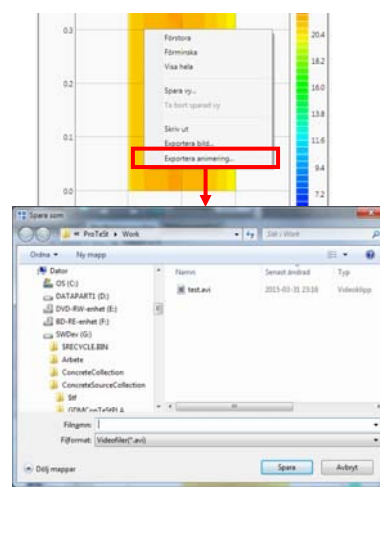 0.3
0.2
0.1
0.0
Förstora
Förminska
Visa hela
Spara vy...
Ta bort sparad vy
Skriv ut
Exportera bild...
Exportera animering...
20.4
18.2
16.0
13.8
11.6
9.4
7.2
Spara som
« ProTeSt ▸ Work
Sök i Work
Ordna
Ny mapp
Dator
OS (C:)
DATAPART1 (D:)
DVD-RW-enhet (E:)
BD-RE-enhet (F:)
SWDev (G:)
$RECYCLE.BIN
Arbete
ConcreteCollection
ConcreteSourceCollection
Namn
Senast ändrad
Typ
test.avi
2015-03-31 23:16
Videoklipp
Filnamn:
Filformat:
Videofiler(*.avi)
Dölj mappar
Spara
Avbryt